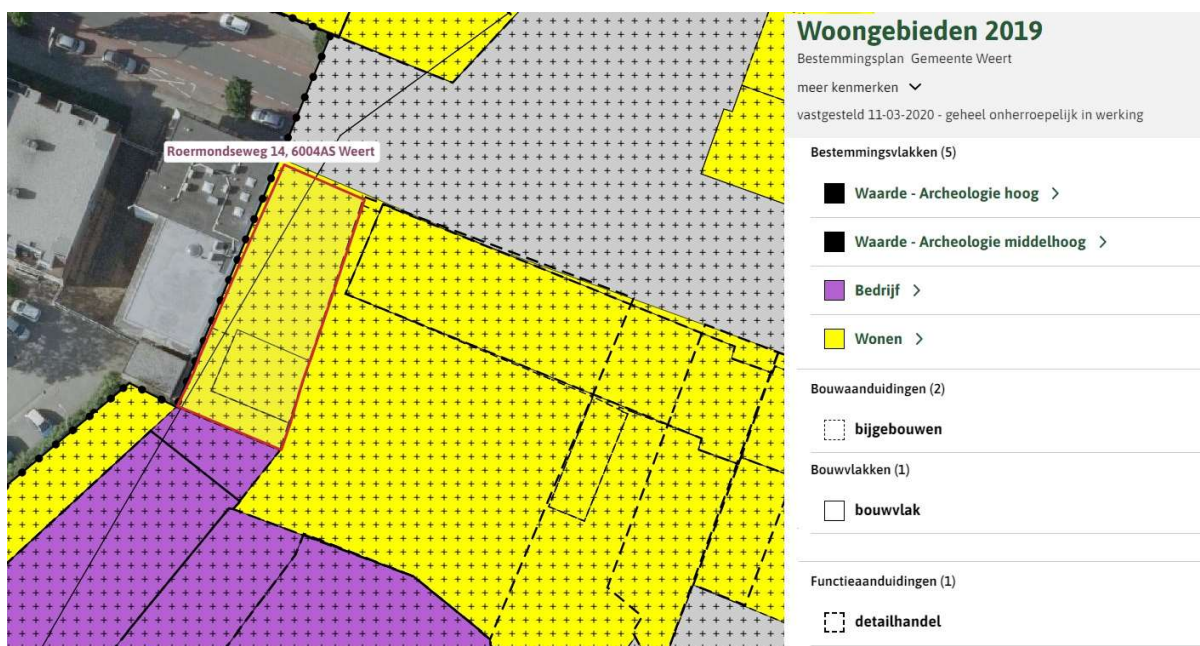 Roermondseweg 14, 6004AS Weert
Woongebieden 2019
Bestemmingsplan Gemeente Weert
meer kenmerken
vastgesteld 11-03-2020 - geheel onherroepelijk in werking
Bestemmingsvlakken (5)
Waarde - Archeologie hoog
Waarde - Archeologie middelhoog
Bedrijf
Wonen
Bouwaanduidingen (2)
bijgebouwen
Bouwvlakken (1)
bouwvlak
Functieaanduidingen (1)
detailhandel